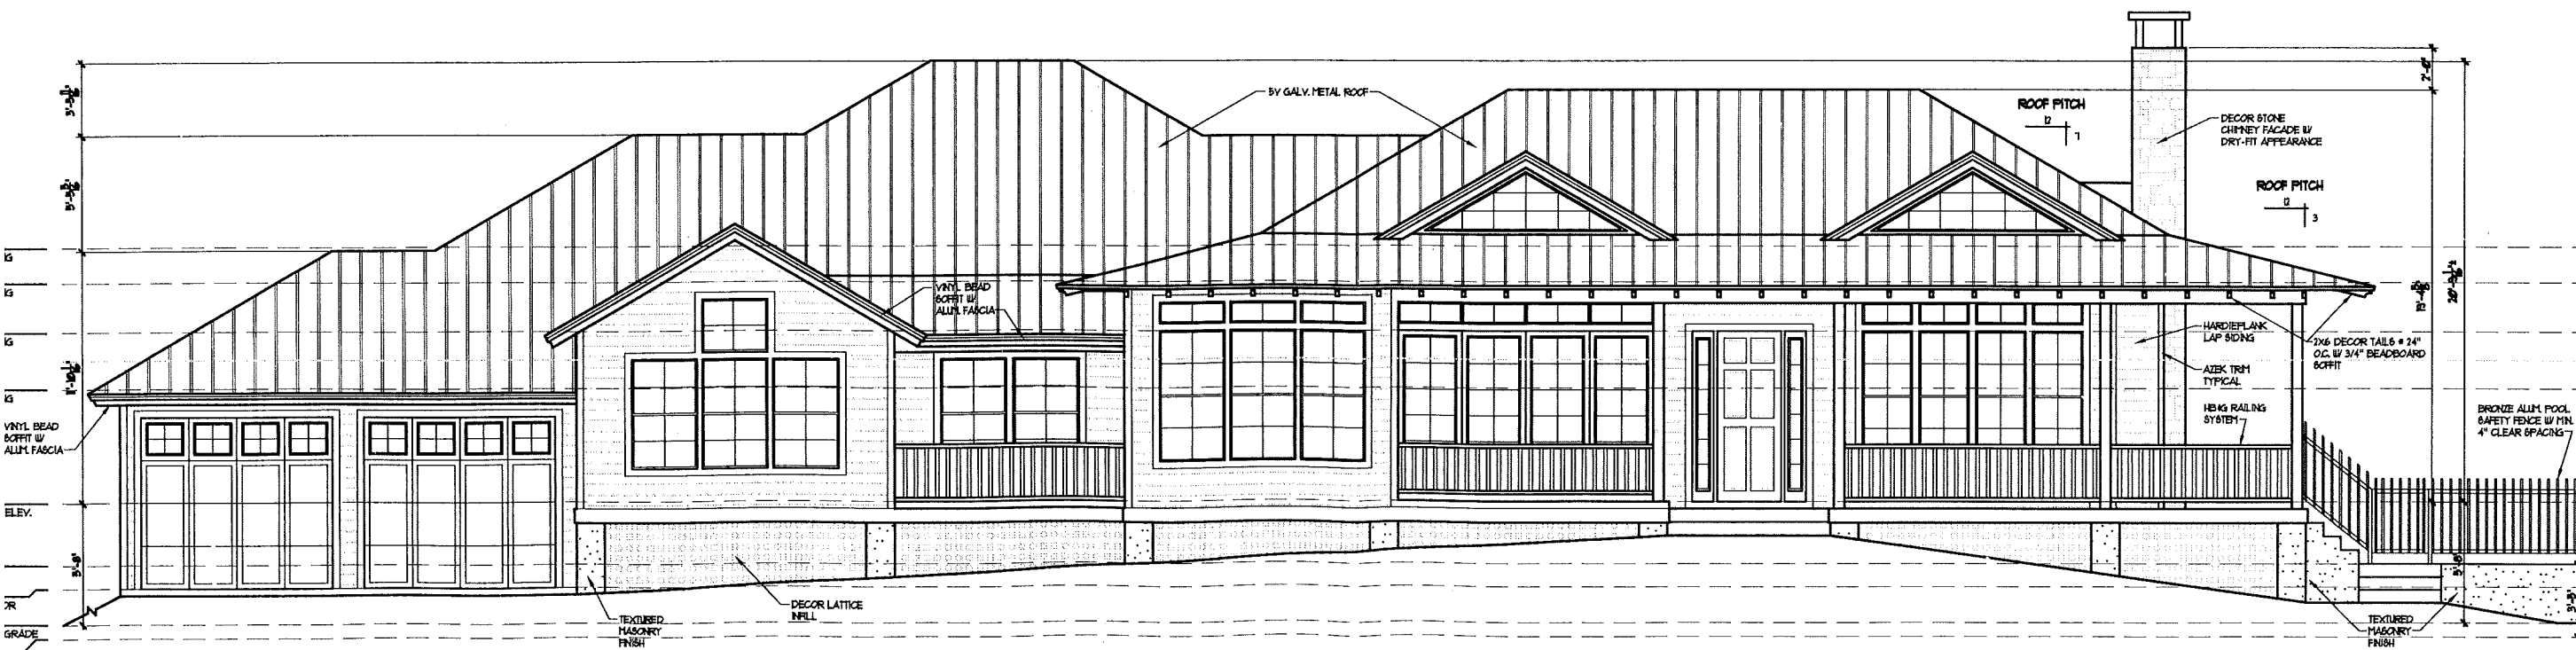 5V GALV. METAL ROOF
ROOF PITCH
12
7
DECOR STONE
CHIMNEY FACADE W/
DRY-FIT APPEARANCE
2'-0"
ROOF PITCH
12
3
VINYL BEAD
SOFFIT W/
ALUM. FASCIA
HARDIEPLANK
LAP SIDING
2X6 DECOR TAILS @ 24"
O.C. W/ 3/4" BEADBOARD
SOFFIT
AZEK TRIM
TYPICAL
RAILING
SYSTEM
VINYL BEAD
SOFFIT W/
ALUM. FASCIA
BRONZE ALUM. POOL
SAFETY FENCE W/ MIN.
4" CLEAR SPACING
ELEV.
GRADE
DECOR LATTICE
INFILL
TEXTURED
MASONRY
FINISH
TEXTURED
MASONRY
FINISH